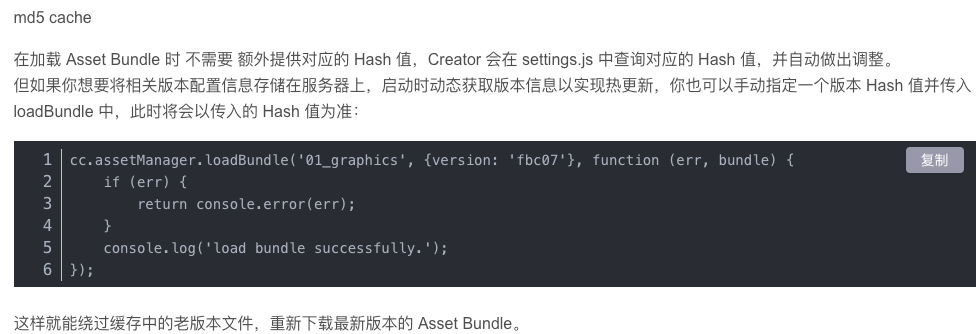 md5 cache
在加载 Asset Bundle 时 不需要 额外提供对应的 Hash 值，Creator 会在 settings.js 中查询对应的 Hash 值，并自动做出调整。
但如果你想要将相关版本配置信息存储在服务器上，启动时动态获取版本信息以实现热更新，你也可以手动指定一个版本 Hash 值并传入
loadBundle 中，此时将会以传入的 Hash 值为准：
复制
1 cc.assetManager.loadBundle('01_graphics', {version: 'fbc07'}, function (err, bundle) {
2     if (err) {
3         return console.error(err);
4     }
5     console.log('load bundle successfully.');
6 });
这样就能绕过缓存中的老版本文件，重新下载最新版本的 Asset Bundle。